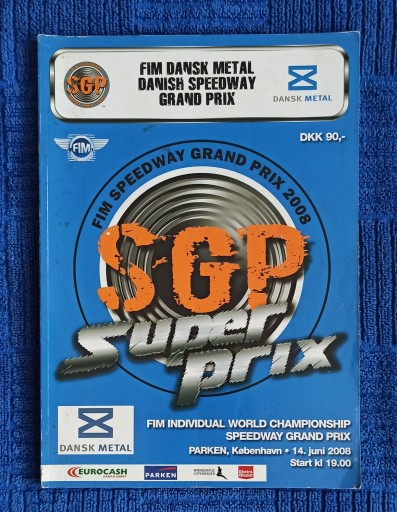 SGP
FIM DANSK METAL
DANISH SPEEDWAY
GRAND PRIX
DANSK METAL
FIM
DKK 90,-
FIM SPEEDWAY GRAND PRIX 2008
SGP
Super
prix
DANSK METAL
FIM INDIVIDUAL WORLD CHAMPIONSHIP
SPEEDWAY GRAND PRIX
PARKEN, København • 14. juni 2008
Start kl 19.00
EUROCASH
PARKEN